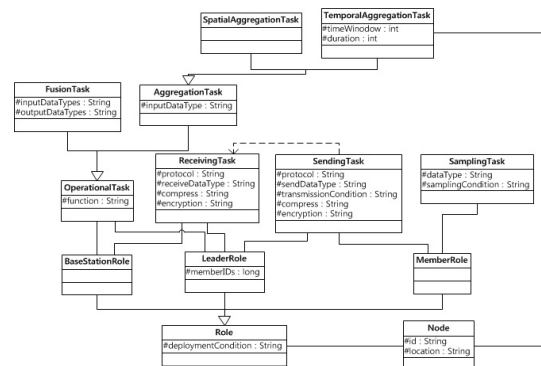 SpatialAggregationTask
TemporalAggregationTask
#timeWinodow : int
#duration : int
FusionTask
#inputDataTypes : String
#outputDataTypes : String
AggregationTask
#inputDataType : String
ReceivingTask
#protocol : String
#receiveDataType : String
#compress : String
#encryption : String
SendingTask
#protocol : String
#sendDataType : String
#transmissionCondition : String
#compress : String
#encryption : String
SamplingTask
#dataType : String
#samplingCondition : String
OperationalTask
#function : String
BaseStationRole
LeaderRole
#memberIDs : long
MemberRole
Role
#deploymentCondition : String
Node
#id : String
#location : String